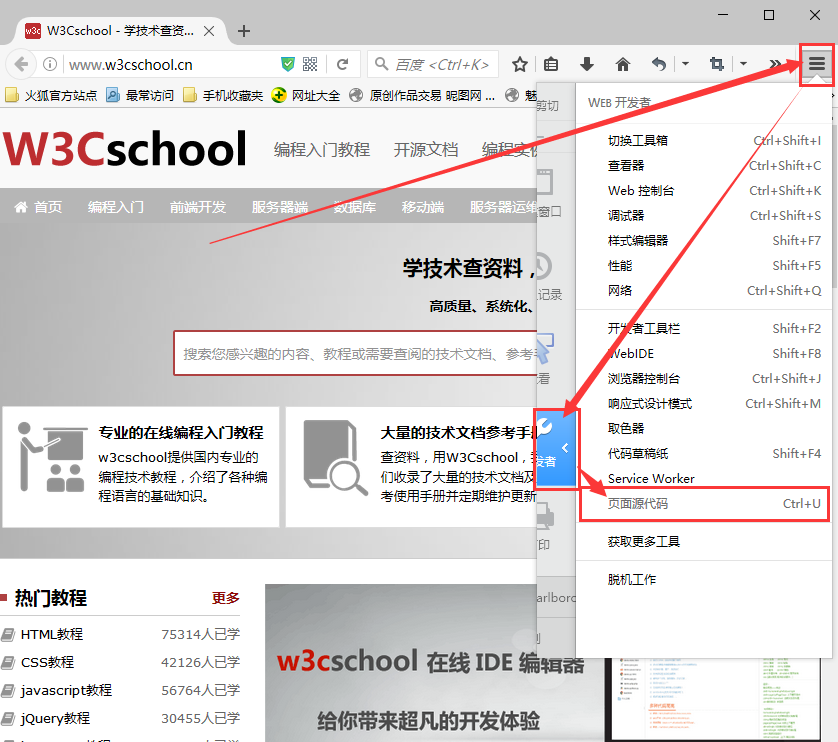 W3Cschool - 学技术查资...
www.w3cschool.cn
百度 <Ctrl+K>
火狐官方站点 最常访问 手机收藏夹 网址大全 原创作品交易 昵图网 ... 魅
W3Cschool 编程入门教程 开源文档 编程实例
首页 编程入门 前端开发 服务器端 数据库 移动端 服务器运维
学技术查资料，
高质量、系统化、
搜索您感兴趣的内容、教程或需要查阅的技术文档、参考手
专业的在线编程入门教程
w3cschool提供国内专业的
编程技术教程，介绍了各种编
程语言的基础知识。
大量的技术文档参考手册
查资料，用W3Cschool，我
们收录了大量的技术文档及
考使用手册并定期维护更新
热门教程 更多
HTML教程 75314人已学
CSS教程 42126人已学
javascript教程 56764人已学
jQuery教程 30455人已学
w3cschool 在线 IDE 编辑器
给你带来超凡的开发体验
剪切
窗口
记录
看
发者
印
arlboro
WEB 开发者
切换工具箱 Ctrl+Shift+I
查看器 Ctrl+Shift+C
Web 控制台 Ctrl+Shift+K
调试器 Ctrl+Shift+S
样式编辑器 Shift+F7
性能 Shift+F5
网络 Ctrl+Shift+Q
开发者工具栏 Shift+F2
WebIDE Shift+F8
浏览器控制台 Ctrl+Shift+J
响应式设计模式 Ctrl+Shift+M
取色器
代码草稿纸 Shift+F4
Service Worker
页面源代码 Ctrl+U
获取更多工具
脱机工作